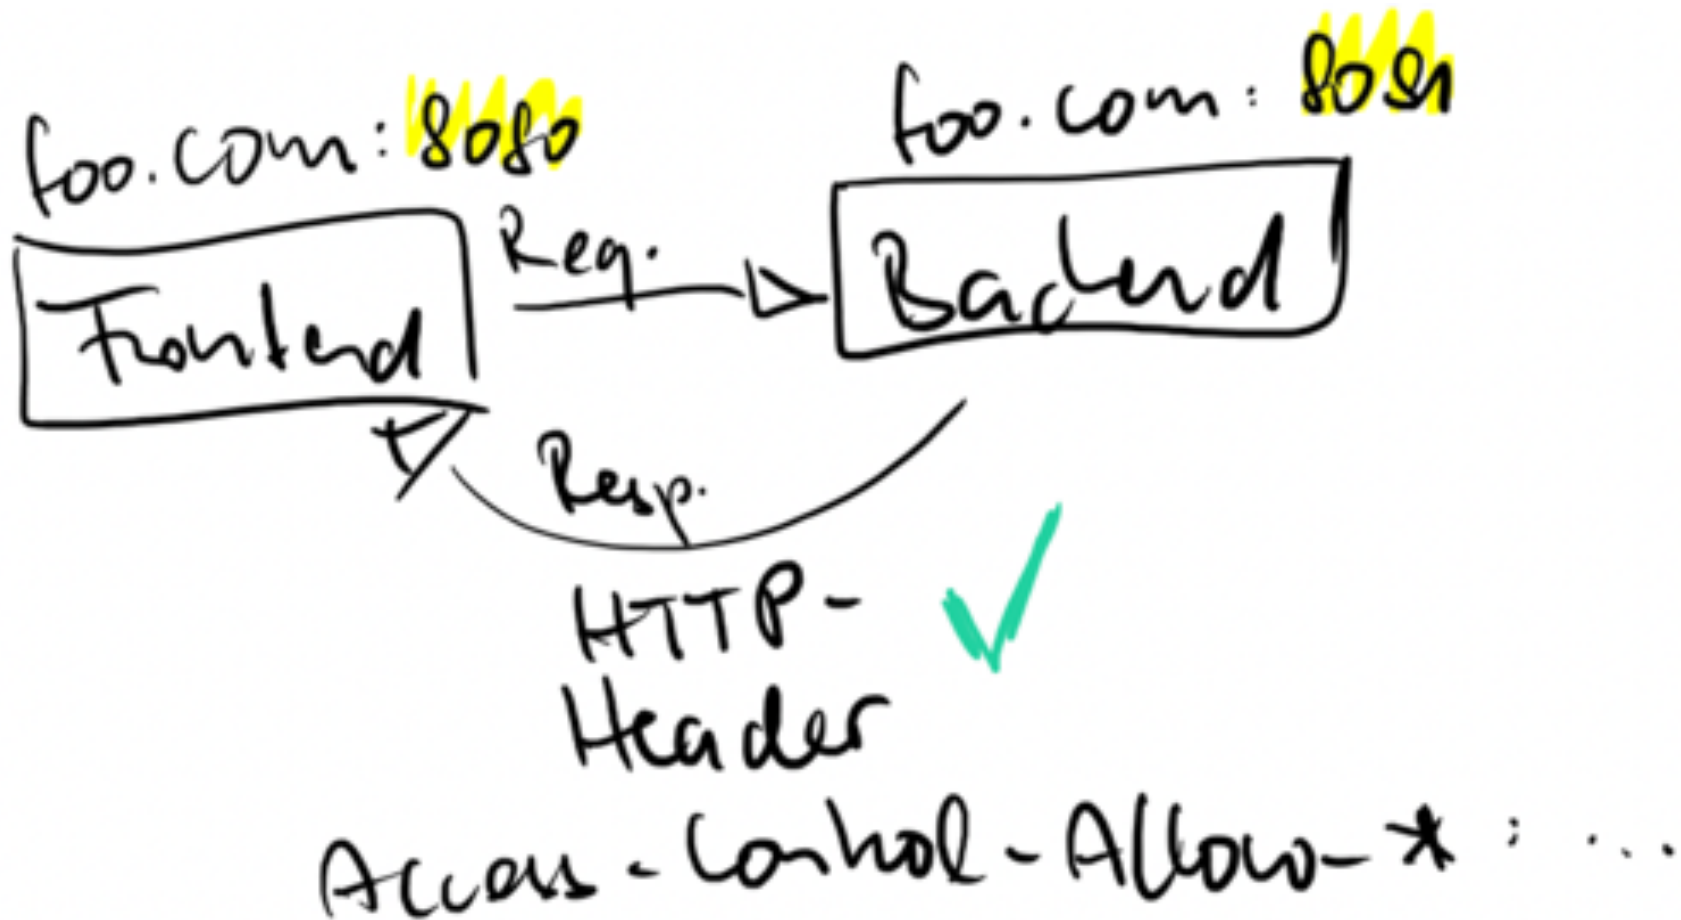 foo.com: 8080
foo.com: 8081
Frontend
Req.
Backend
Resp.
HTTP-
Header
Access-Control-Allow-* : ...